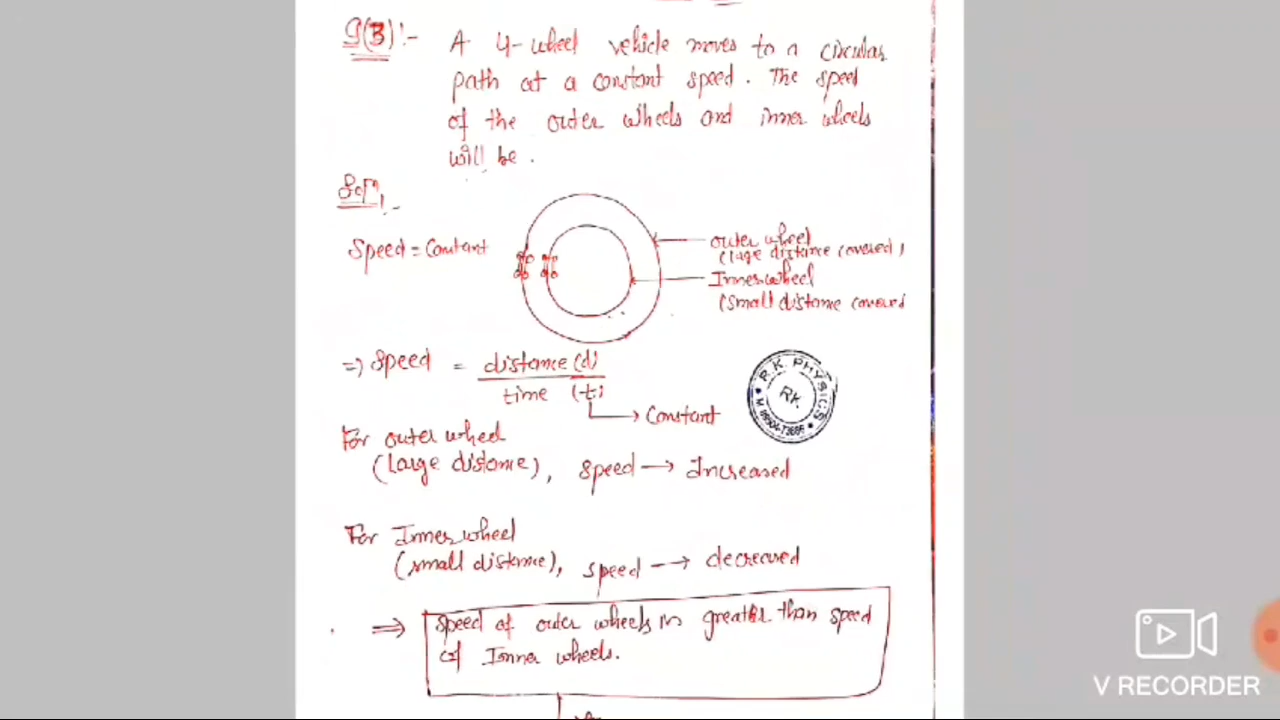 Q(3):-
A 4-wheel vehicle moves to a circular
path at a constant speed. The speed
of the outer wheels and inner wheels
will be.
Sol",-
Speed = Constant
outer wheel
(large distance covered)
Inner wheel
(small distance covered
=) Speed = distance (d)
time (t)
Constant
R.K. PHYSICS
RK
For outer wheel
(large distance), speed → Increased
For Inner wheel
(small distance), speed → decreased
⇒ Speed of outer wheels is greater than speed
of Inner wheels.
V RECORDER